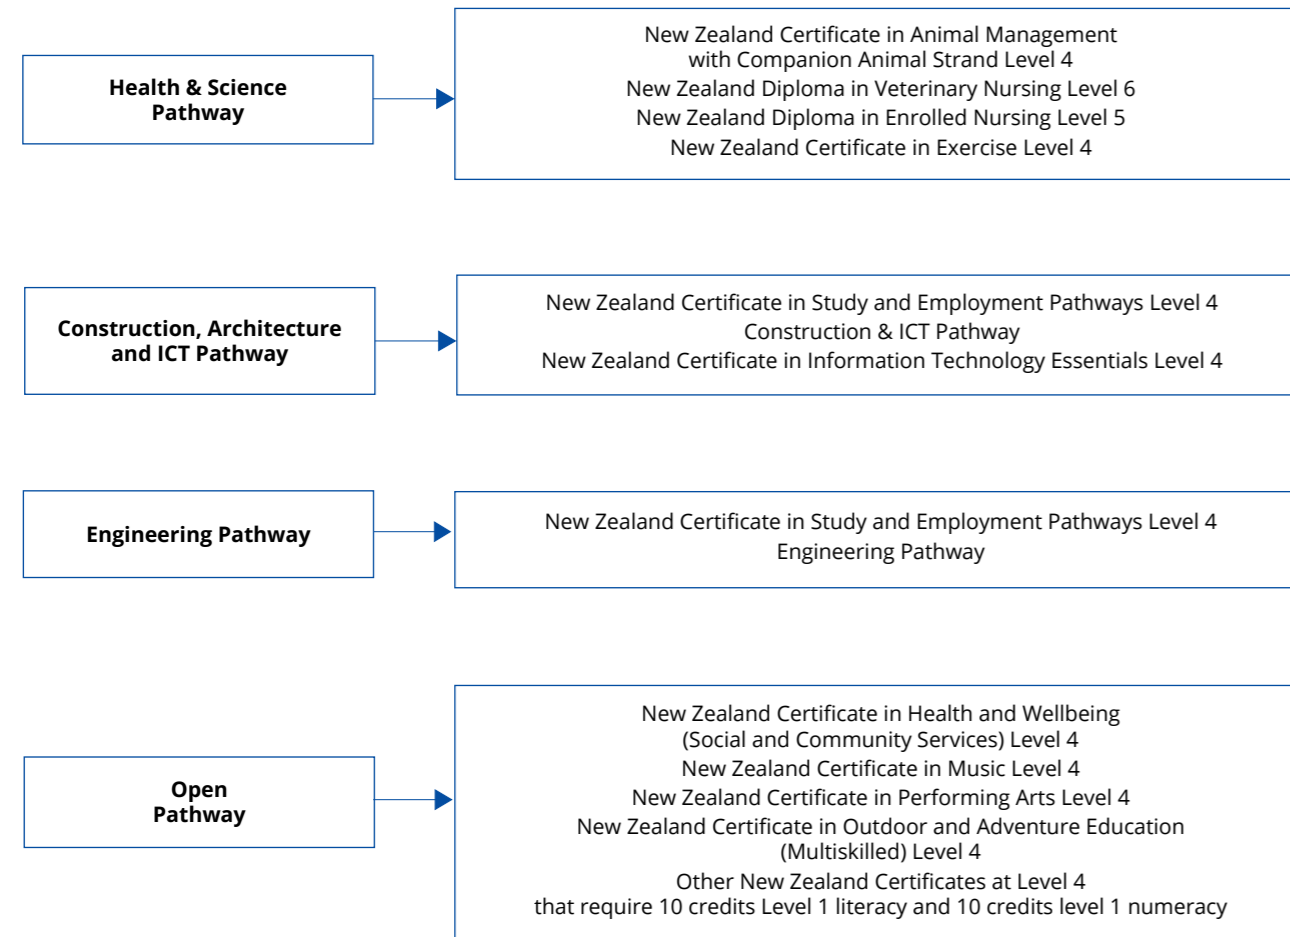 Health & Science
Pathway
New Zealand Certificate in Animal Management
with Companion Animal Strand Level 4
New Zealand Diploma in Veterinary Nursing Level 6
New Zealand Diploma in Enrolled Nursing Level 5
New Zealand Certificate in Exercise Level 4
Construction, Architecture
and ICT Pathway
New Zealand Certificate in Study and Employment Pathways Level 4
Construction & ICT Pathway
New Zealand Certificate in Information Technology Essentials Level 4
Engineering Pathway
New Zealand Certificate in Study and Employment Pathways Level 4
Engineering Pathway
Open
Pathway
New Zealand Certificate in Health and Wellbeing
(Social and Community Services) Level 4
New Zealand Certificate in Music Level 4
New Zealand Certificate in Performing Arts Level 4
New Zealand Certificate in Outdoor and Adventure Education
(Multiskilled) Level 4
Other New Zealand Certificates at Level 4
that require 10 credits Level 1 literacy and 10 credits level 1 numeracy